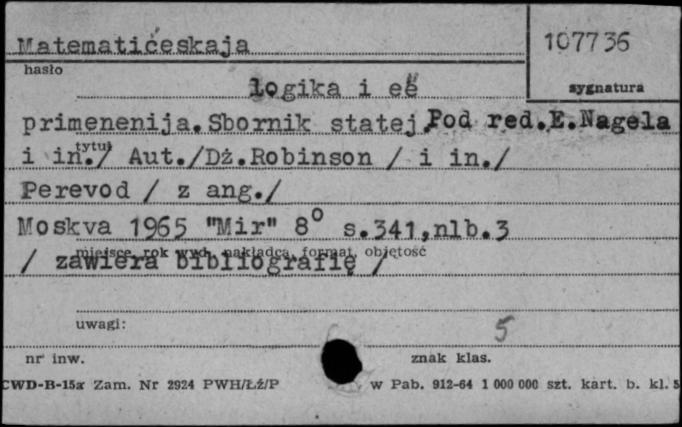 Matematićeskaja
107736
hasło
sygnatura
logika i eë
primenenija. Sbornik statej. Pod red. E. Nagela
tytuł
i in./ Aut./Dż. Robinson / i in./
Perevod / z ang./
Moskva 1965 "Mir" 8° s.341,nlb.3
miejsce, rok wyd., nakładca, format, objętość
/ zawiera bibliografię /
uwagi:
5
nr inw.
znak klas.
CWD-B-15a Zam. Nr 2924 PWH/Łź/P
w Pab. 912-64 1 000 000 szt. kart. b. kl. 5